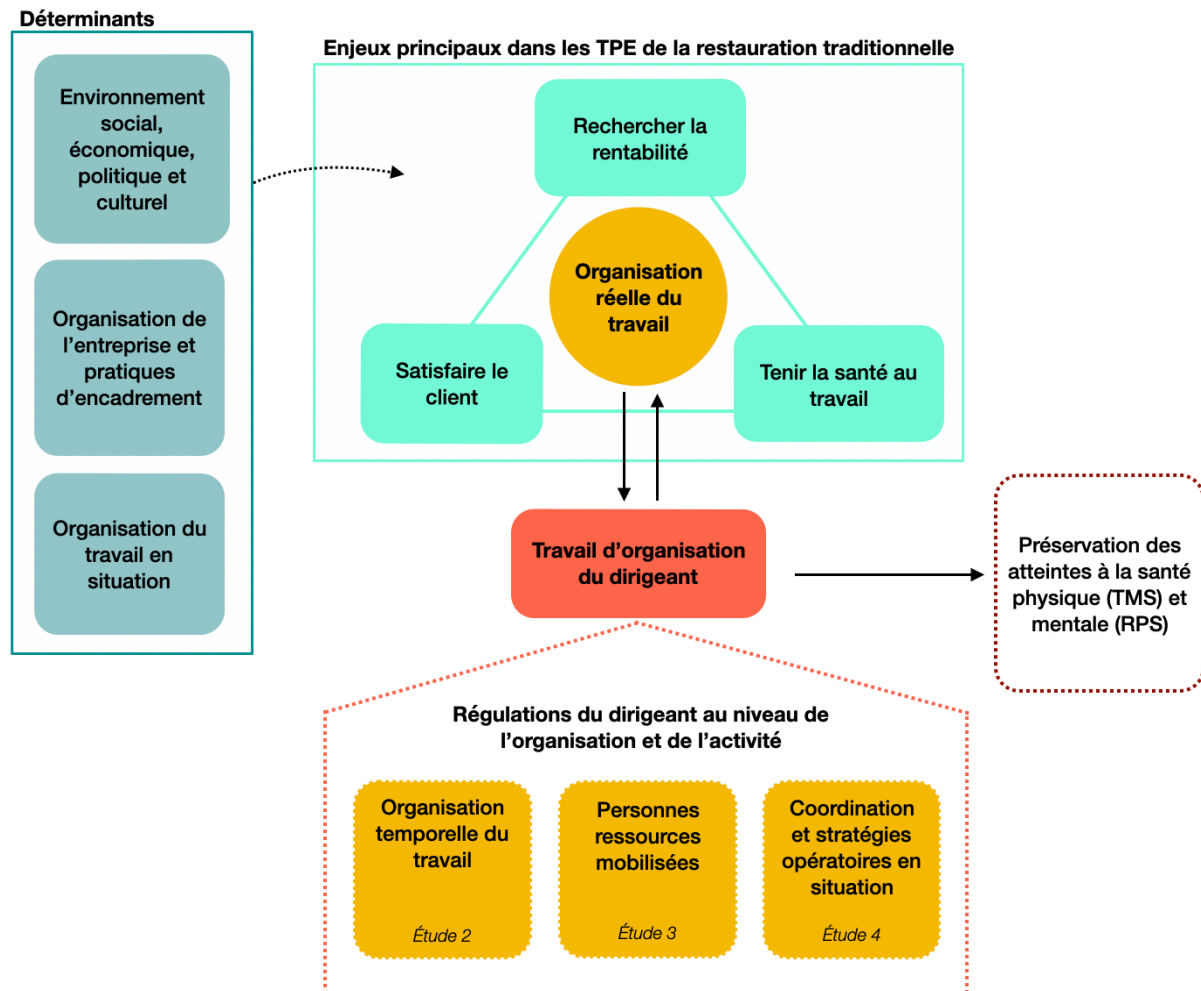 Déterminants
Environnement
social,
économique,
politique et
culturel
Organisation de
l’entreprise et
pratiques
d’encadrement
Organisation du
travail en
situation
Enjeux principaux dans les TPE de la restauration traditionnelle
Rechercher la
rentabilité
Organisation
réelle du
travail
Satisfaire le
client
Tenir la santé au
travail
Travail d’organisation
du dirigeant
Préservation des
atteintes à la santé
physique (TMS) et
mentale (RPS)
Régulations du dirigeant au niveau de
l’organisation et de l’activité
Organisation
temporelle du
travail
Étude 2
Personnes
ressources
mobilisées
Étude 3
Coordination
et stratégies
opératoires en
situation
Étude 4